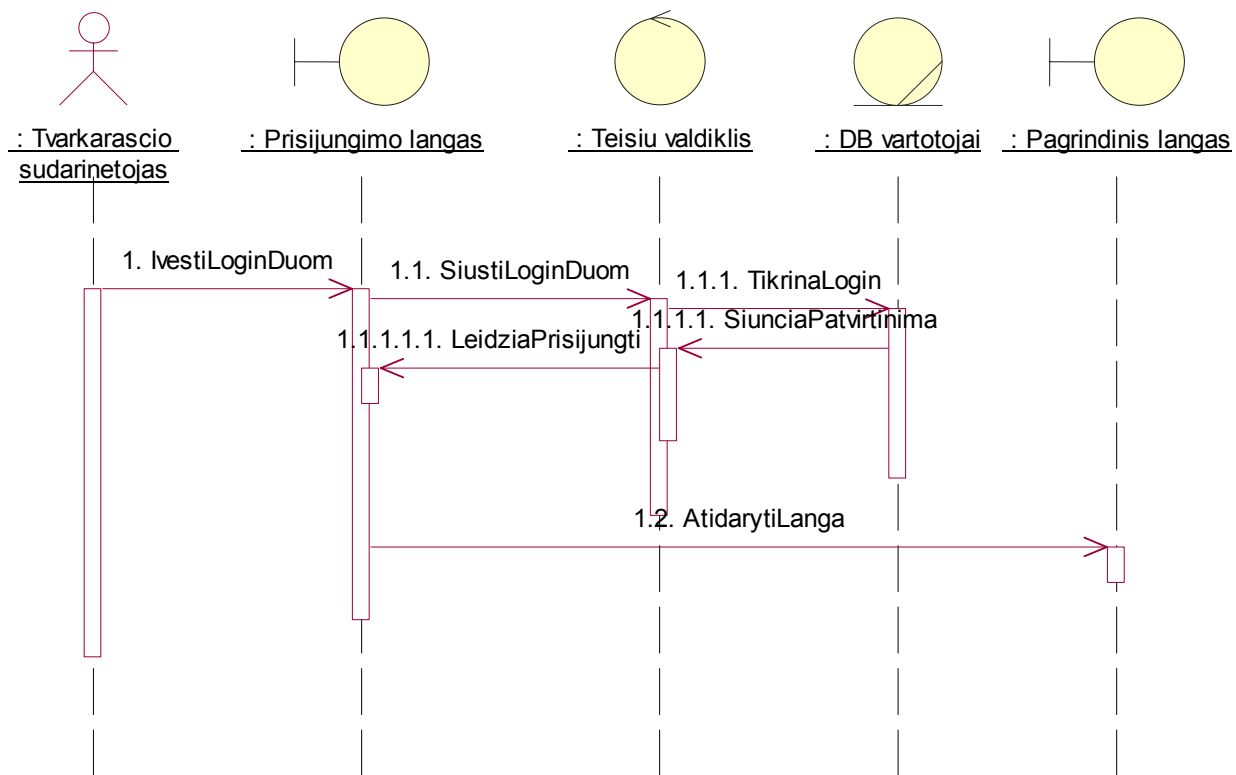 : Tvarkarascio
sudarinetojas
: Prisijungimo langas
: Teisiu valdiklis
: DB vartotojai
: Pagrindinis langas
1. IvestiLoginDuom
1.1. SiustiLoginDuom
1.1.1. TikrinaLogin
1.1.1.1. SiunciaPatvirtinima
1.1.1.1.1. LeidziaPrisijungti
1.2. AtidarytiLanga